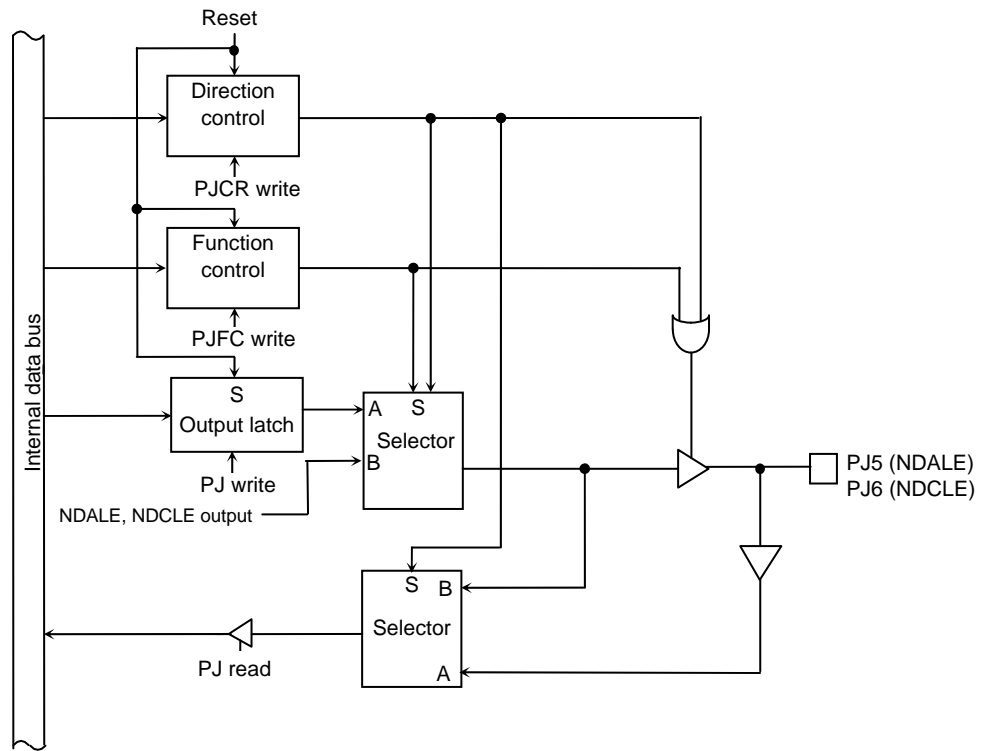 Reset
Internal data bus
Direction
control
PJCR write
Function
control
PJFC write
S
Output latch
PJ write
NDALE, NDCLE output
A
S
Selector
B
PJ5 (NDALE)
PJ6 (NDCLE)
S
B
Selector
A
PJ read